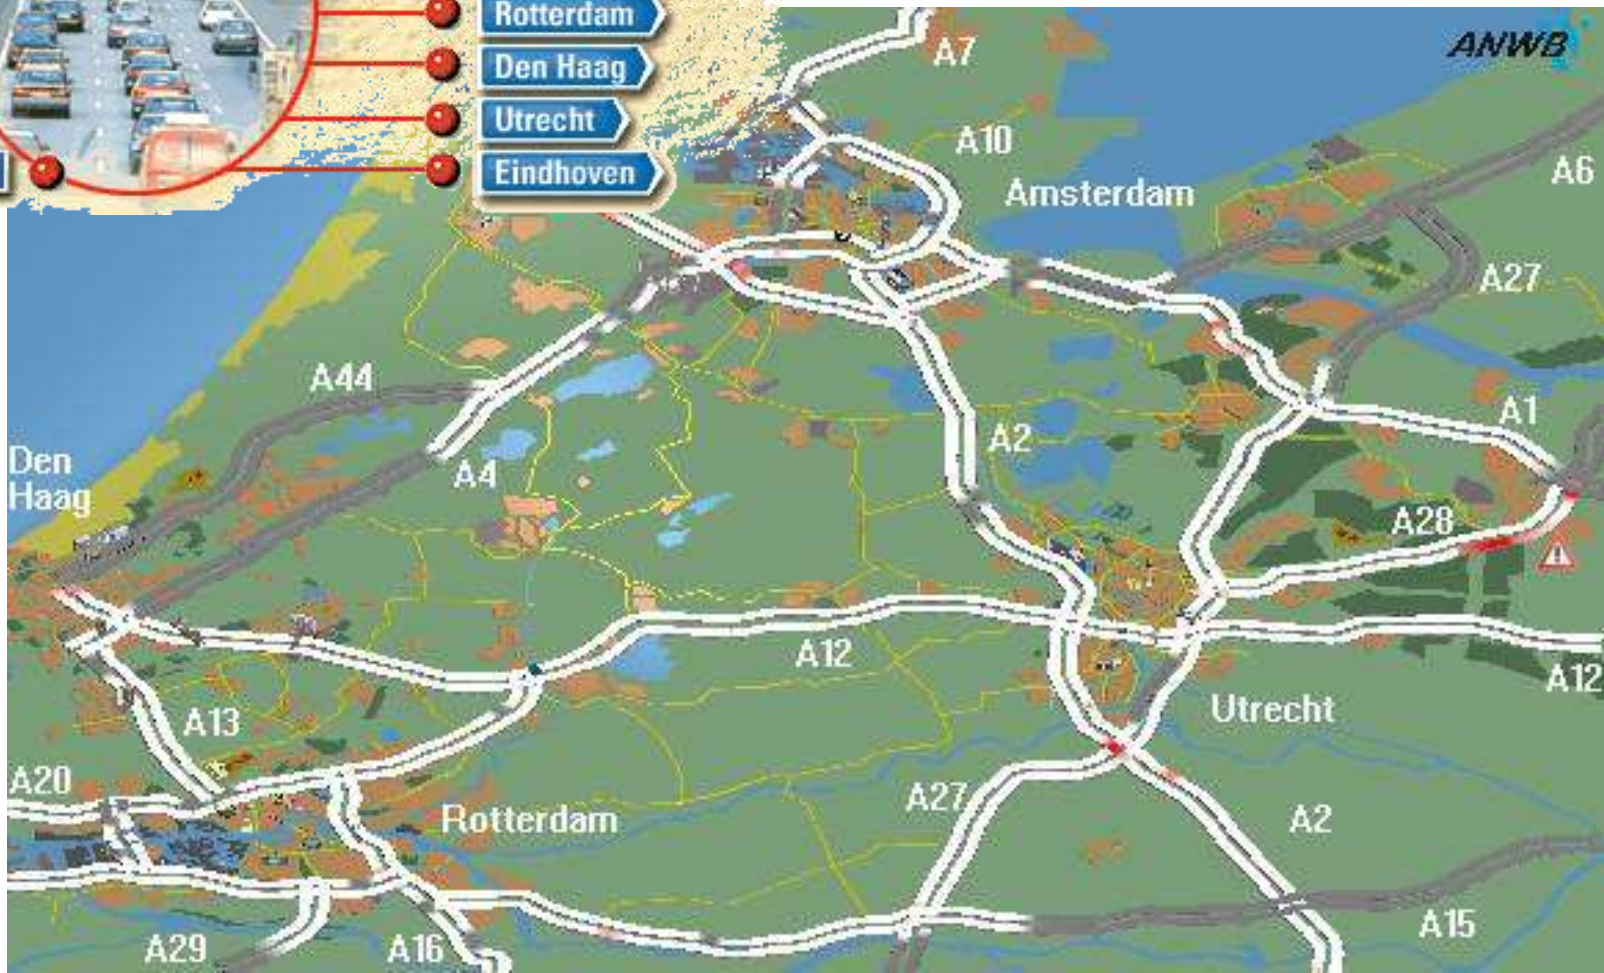 Rotterdam
Den Haag
Utrecht
Eindhoven
A7
ANWB
A10
A6
Amsterdam
A27
A44
A1
A2
Den
Haag
A4
A28
A12
A12
Utrecht
A13
A20
A27
Rotterdam
A2
A15
A29
A16